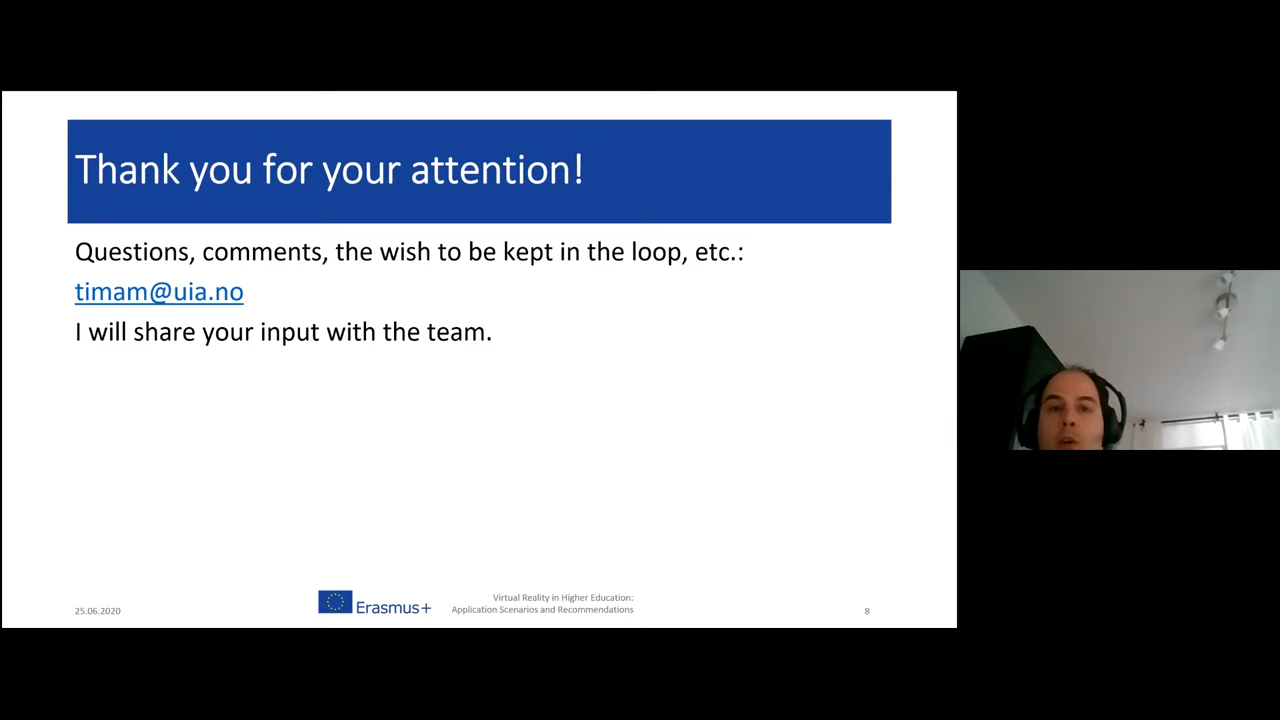 Thank you for your attention!
Questions, comments, the wish to be kept in the loop, etc.:
timam@uia.no
I will share your input with the team.
25.06.2020
Erasmus+
Virtual Reality in Higher Education:
Application Scenarios and Recommendations
8